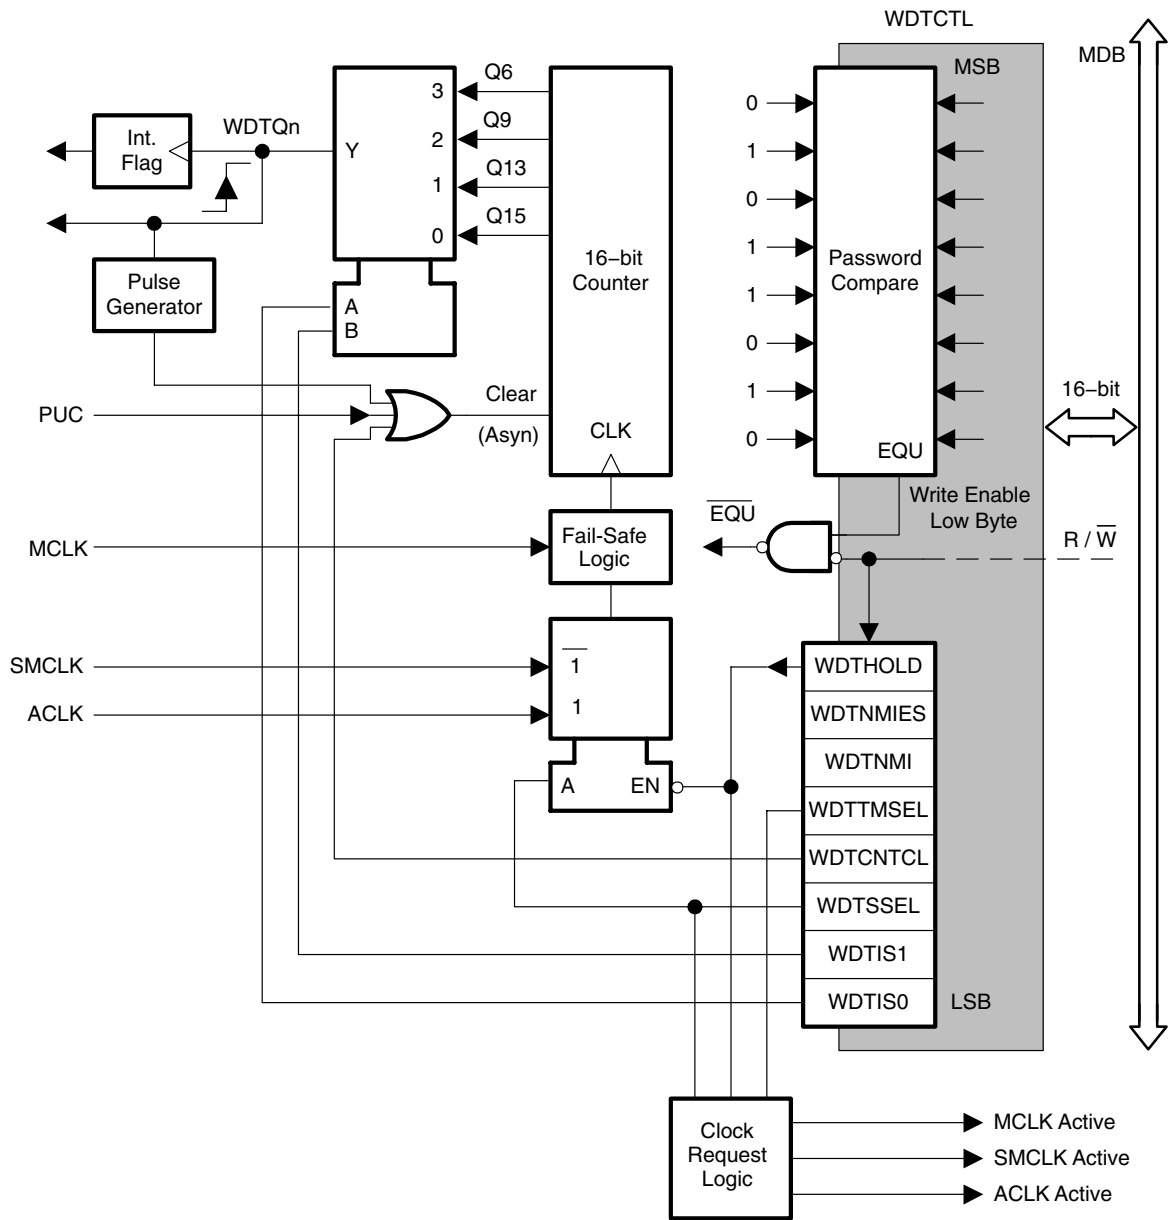 WDTCTL
MDB
MSB
Q6
3
Q9
2
Q13
1
Q15
0
Y
WDTQn
Int.
Flag
Pulse
Generator
A
B
16−bit
Counter
CLK
Clear
(Asyn)
PUC
0
1
0
1
1
0
1
0
Password
Compare
EQU
16−bit
Write Enable
Low Byte
R / W̅
E̅Q̅U̅
MCLK
Fail-Safe
Logic
SMCLK
1̅
ACLK
1
A
EN
WDTHOLD
WDTNMIES
WDTNMI
WDTTMSEL
WDTCNTCL
WDTSSEL
WDTIS1
WDTIS0
LSB
Clock
Request
Logic
MCLK Active
SMCLK Active
ACLK Active